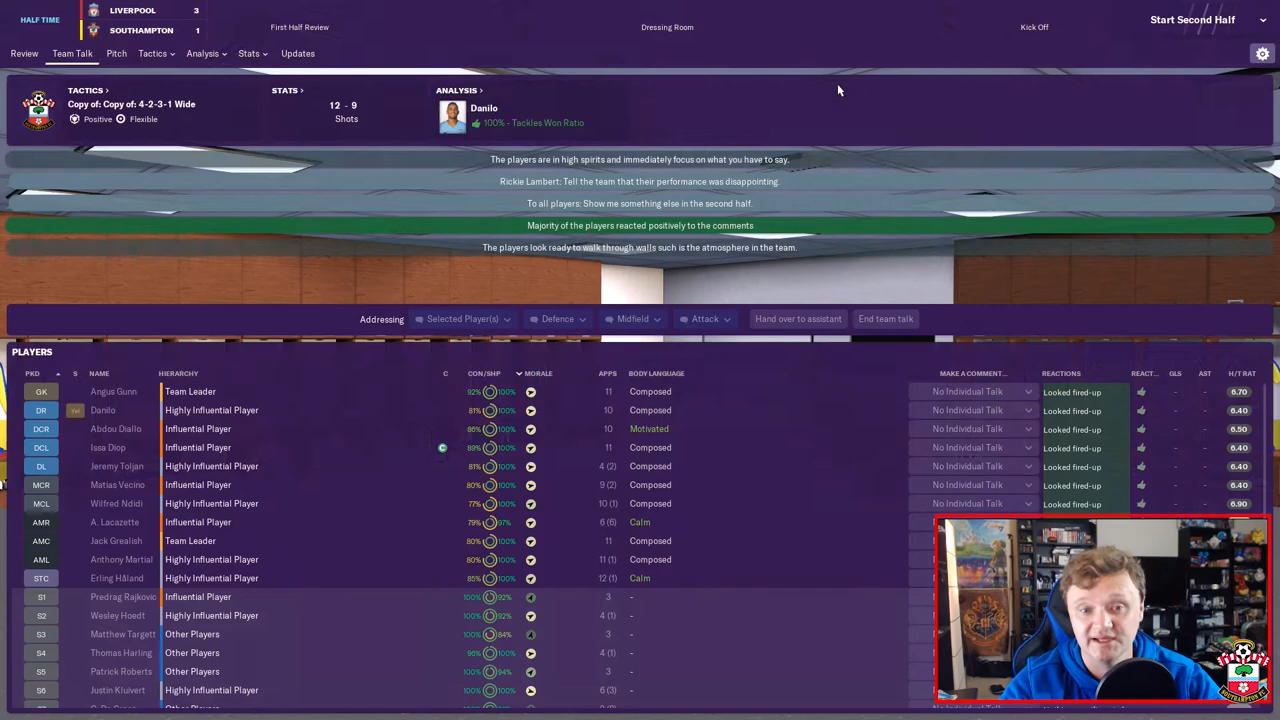 HALF TIME
LIVERPOOL 3
SOUTHAMPTON 1
First Half Review
Dressing Room
Kick Off
Start Second Half
Review Team Talk Pitch Tactics Analysis Stats Updates
TACTICS
Copy of: Copy of: 4-2-3-1 Wide
Positive Flexible
STATS
12 - 9
Shots
ANALYSIS
Danilo
100% - Tackles Won Ratio
The players are in high spirits and immediately focus on what you have to say.
Rickie Lambert: Tell the team that their performance was disappointing.
To all players: Show me something else in the second half.
Majority of the players reacted positively to the comments
The players look ready to walk through walls such is the atmosphere in the team.
Addressing Selected Player(s) Defence Midfield Attack Hand over to assistant End team talk
PLAYERS
PKD S NAME HIERARCHY C CON/SHP MORALE APPS BODY LANGUAGE MAKE A COMMENT... REACTIONS REACT... GLS AST H/T RAT
GK Angus Gunn Team Leader 92% 100% 11 Composed No Individual Talk Looked fired-up - - 6.70
DR Yel Danilo Highly Influential Player 81% 100% 10 Composed No Individual Talk Looked fired-up - - 6.40
DCR Abdou Diallo Influential Player 86% 100% 10 Motivated No Individual Talk Looked fired-up - - 6.50
DCL Issa Diop Influential Player C 89% 100% 11 Composed No Individual Talk Looked fired-up - - 6.40
DL Jeremy Toljan Highly Influential Player 81% 100% 4 (2) Composed No Individual Talk Looked fired-up - - 6.40
MCR Matias Vecino Influential Player 80% 100% 9 (2) Composed No Individual Talk Looked fired-up - - 6.40
MCL Wilfred Ndidi Highly Influential Player 77% 100% 10 (1) Composed No Individual Talk Looked fired-up - - 6.90
AMR A. Lacazette Influential Player 79% 97% 6 (6) Calm
AMC Jack Grealish Team Leader 80% 100% 11 Composed
AML Anthony Martial Highly Influential Player 80% 100% 11 (1) Composed
STC Erling Håland Highly Influential Player 85% 100% 12 (1) Calm
S1 Predrag Rajkovic Influential Player 100% 92% 3 -
S2 Wesley Hoedt Highly Influential Player 100% 92% 4 (1) -
S3 Matthew Targett Other Players 100% 84% 3 -
S4 Thomas Harling Other Players 96% 100% 4 (1) -
S5 Patrick Roberts Other Players 100% 94% 3 -
S6 Justin Kluivert Highly Influential Player 100% 100% 6 (3) -